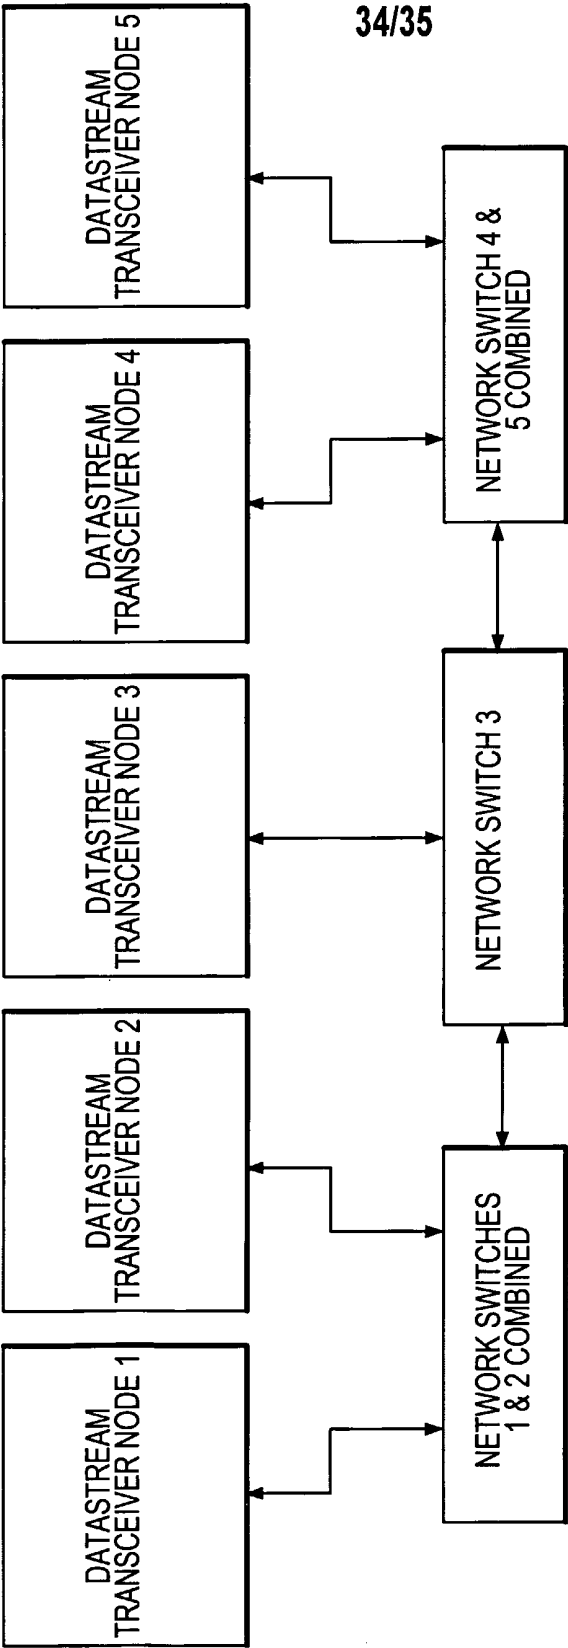 34/35
DATASTREAM
TRANSCEIVER NODE 1
DATASTREAM
TRANSCEIVER NODE 2
DATASTREAM
TRANSCEIVER NODE 3
DATASTREAM
TRANSCEIVER NODE 4
DATASTREAM
TRANSCEIVER NODE 5
NETWORK SWITCHES
1 & 2 COMBINED
NETWORK SWITCH 3
NETWORK SWITCH 4 &
5 COMBINED